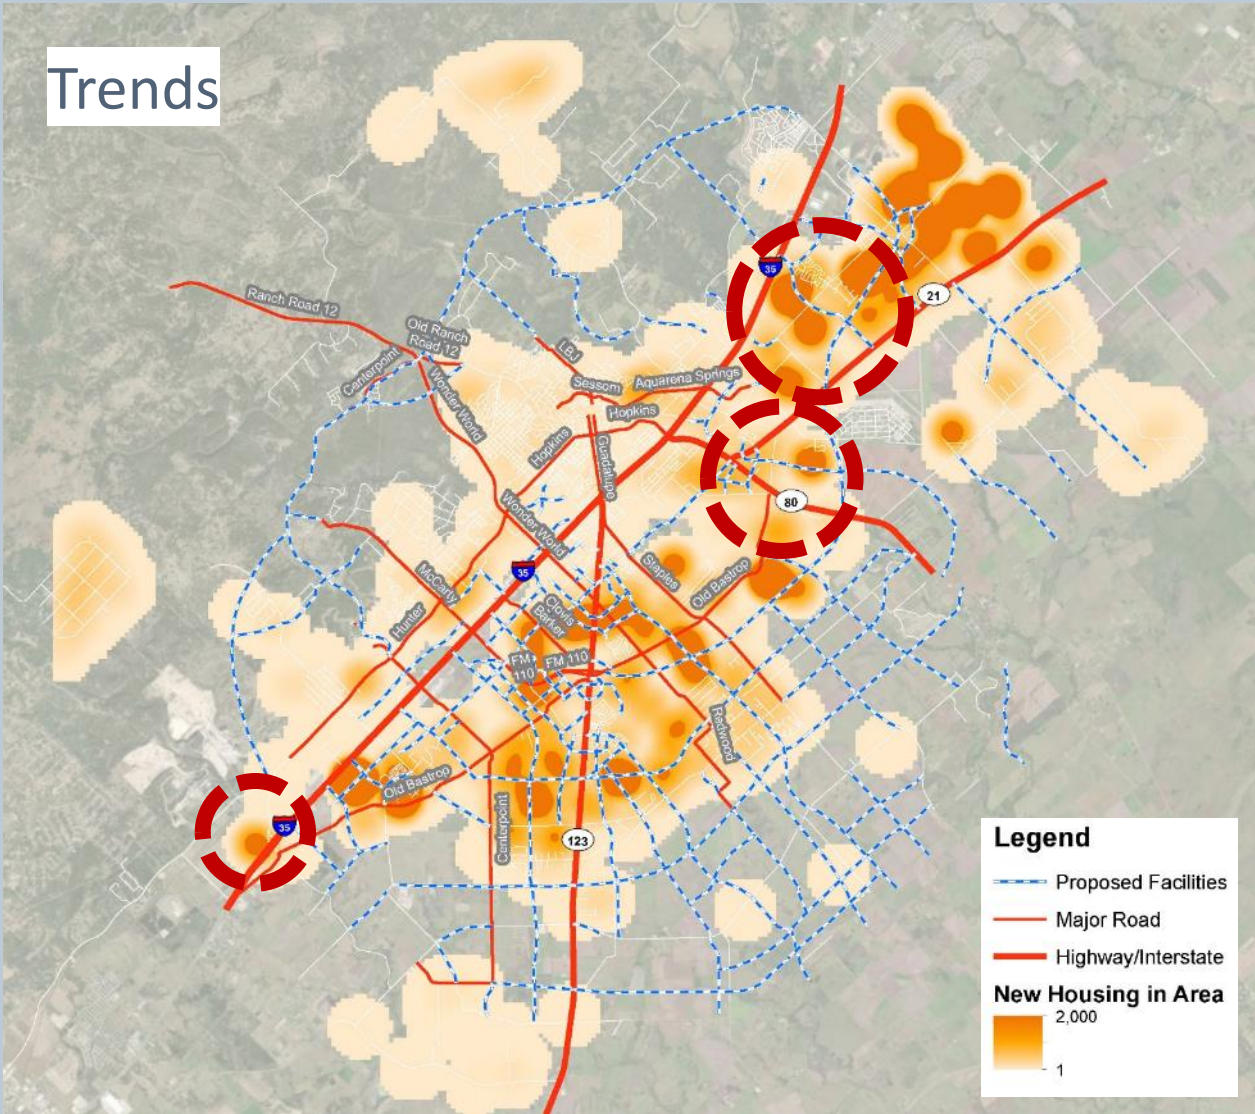 Trends
35
21
Ranch Road 12
Old Ranch
Road 12
Centerpoint
Wonder World
LBJ
Sessom
Aquarena Springs
Hopkins
Hopkins
Guadalupe
80
Wonder World
35
McCarty
Hunter
Staples
Old Bastrop
Clovis
Barker
FM
110
FM 110
Redwood
Old Bastrop
35
Centerpoint
123
Legend
Proposed Facilities
Major Road
Highway/Interstate
New Housing in Area
2,000
1